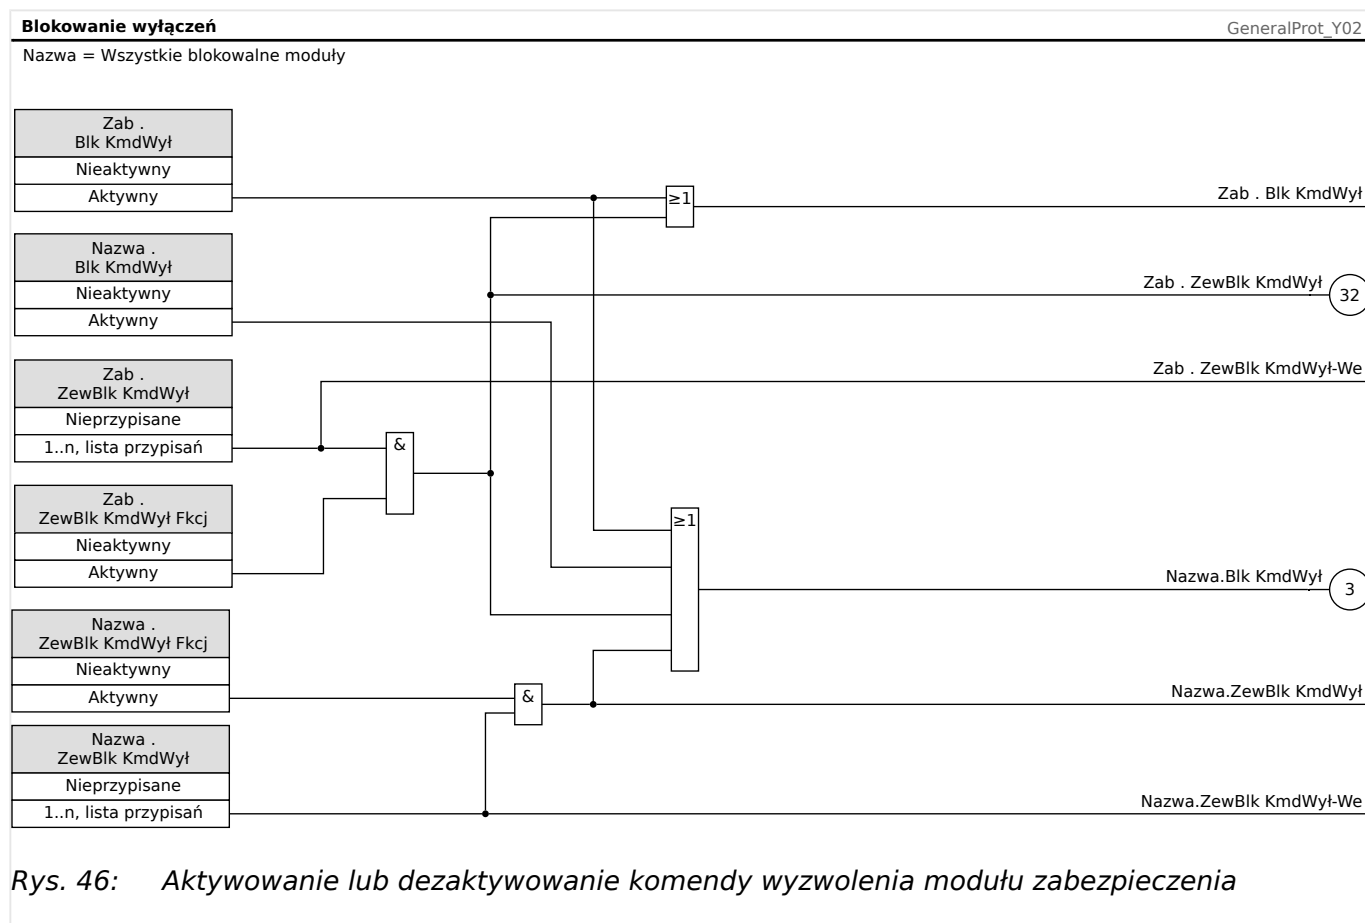 Blokowanie wyłączeń
GeneralProt_Y02
Nazwa = Wszystkie blokowalne moduły
Zab .
Blk KmdWył
Nieaktywny
Aktywny
≥1
Zab . Blk KmdWył
Nazwa .
Blk KmdWył
Nieaktywny
Aktywny
Zab . ZewBlk KmdWył
32
Zab .
ZewBlk KmdWył
Nieprzypisane
1..n, lista przypisań
Zab . ZewBlk KmdWył-We
&
Zab .
ZewBlk KmdWył Fkcj
Nieaktywny
Aktywny
≥1
Nazwa.Blk KmdWył
3
Nazwa .
ZewBlk KmdWył Fkcj
Nieaktywny
Aktywny
&
Nazwa.ZewBlk KmdWył
Nazwa .
ZewBlk KmdWył
Nieprzypisane
1..n, lista przypisań
Nazwa.ZewBlk KmdWył-We
Rys. 46: Aktywowanie lub dezaktywowanie komendy wyzwolenia modułu zabezpieczenia